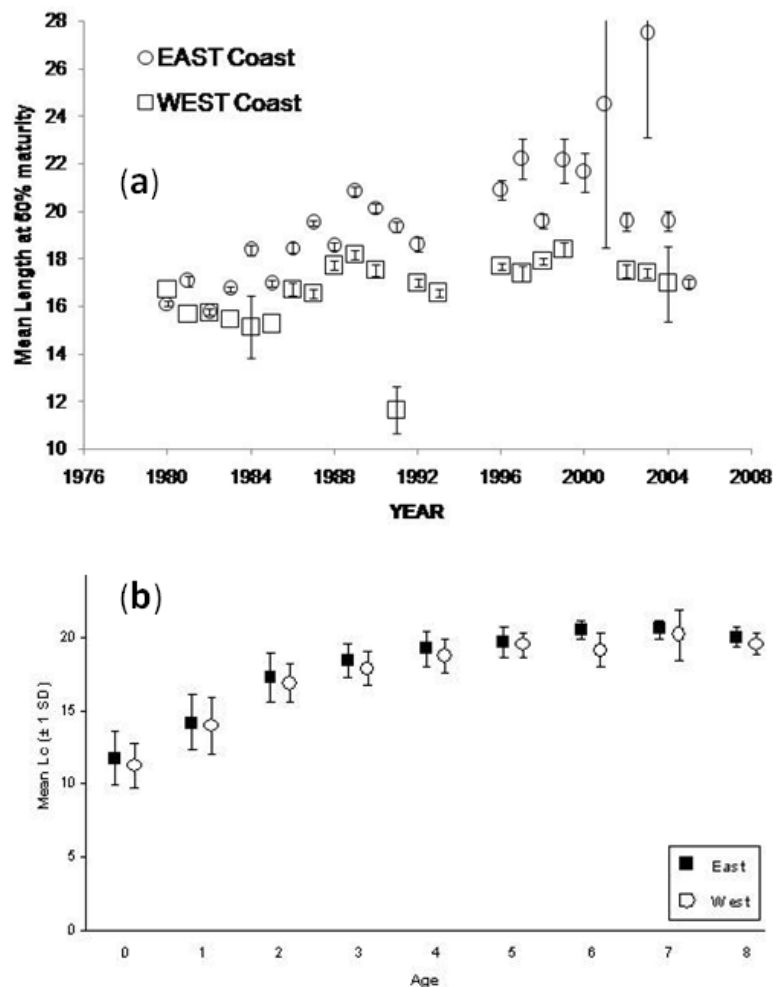 28
26
24
22
20
18
16
14
12
10
Mean Length at 50% maturity
EAST Coast
WEST Coast
(a)
1976 1980 1984 1988 1992 1996 2000 2004 2008
YEAR
(b)
20
15
10
5
0
Mean Lc (± 1 SD)
East
West
0 1 2 3 4 5 6 7 8
Age